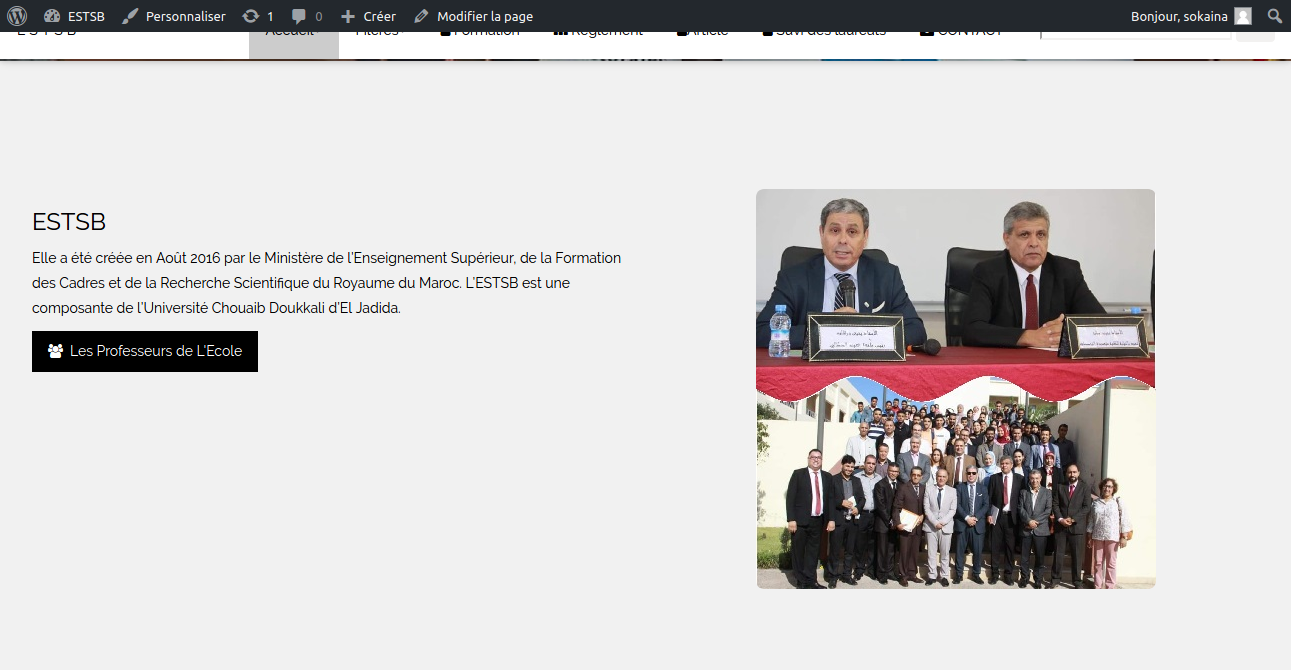 ESTSB
Personnaliser
1
0
Créer
Modifier la page
Bonjour, sokaina
ESTSB
Accueil
Filères
Formation
Règlement
Article
Suivi des lauréats
CONTACT
ESTSB
Elle a été créée en Août 2016 par le Ministère de l'Enseignement Supérieur, de la Formation
des Cadres et de la Recherche Scientifique du Royaume du Maroc. L'ESTSB est une
composante de l'Université Chouaib Doukkali d'El Jadida.
Les Professeurs de L'Ecole